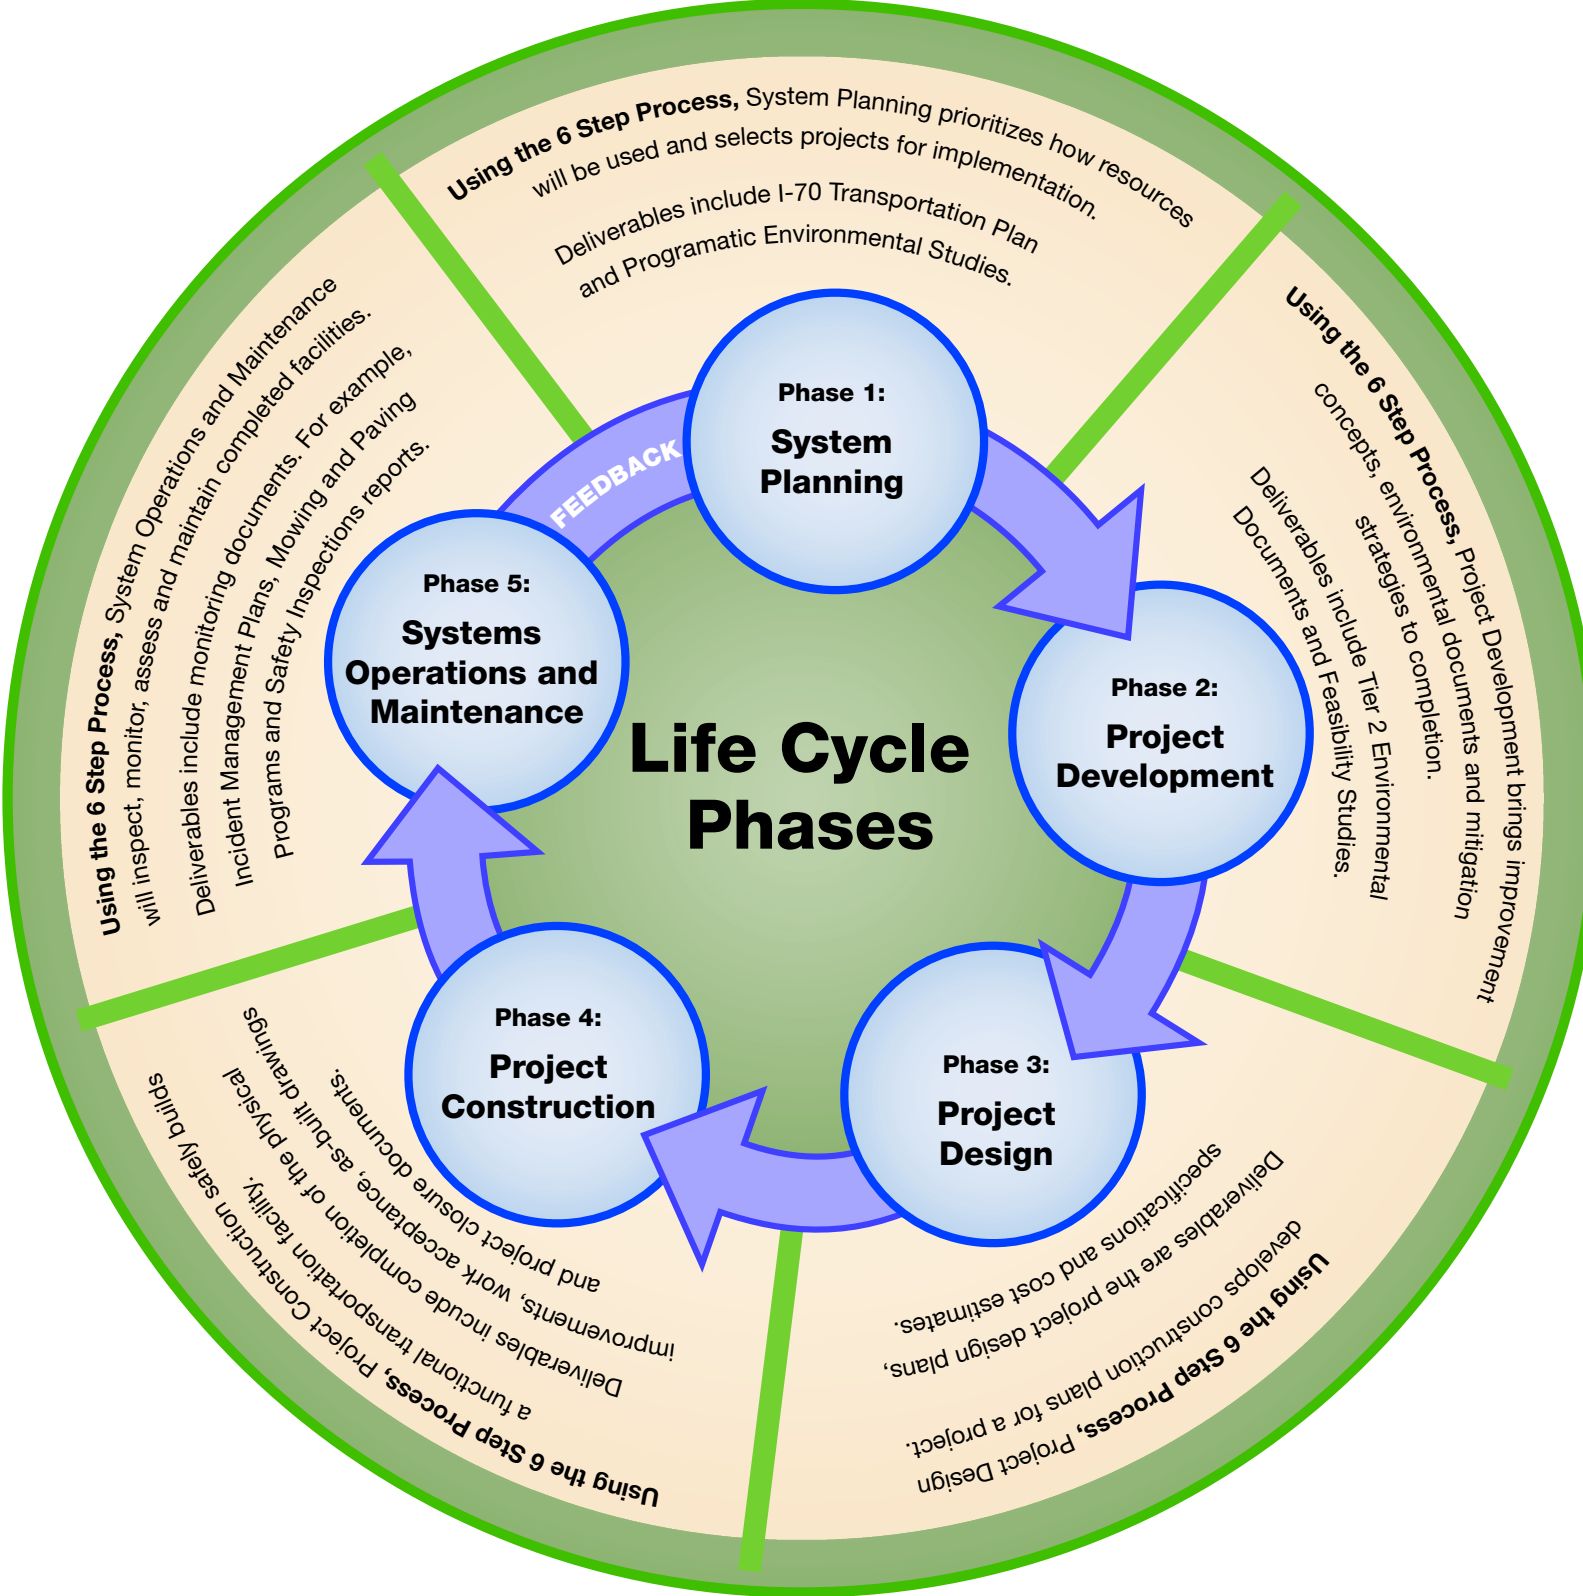 Using the 6 Step Process, System Planning prioritizes how resources
will be used and selects projects for implementation.
Deliverables include I-70 Transportation Plan
and Programatic Environmental Studies.
Phase 1:
System
Planning
Using the 6 Step Process, Project Development brings improvement
concepts, environmental documents and mitigation
strategies to completion.
Deliverables include Tier 2 Environmental
Documents and Feasibility Studies.
Phase 2:
Project
Development
Using the 6 Step Process, Project Design
develops construction plans for a project.
Deliverables are the project design plans,
specifications and cost estimates.
Phase 3:
Project
Design
Using the 6 Step Process, Project Construction safely builds
a functional transportation facility.
Deliverables incude completion of the physical
improvements, work acceptance, as-built drawings
and project closure documents.
Phase 4:
Project
Construction
Using the 6 Step Process, System Operations and Maintenance
will inspect, monitor, assess and maintain completed facilities.
Deliverables include monitoring documents. For example,
Incident Management Plans, Mowing and Paving
Programs and Safety Inspections reports.
Phase 5:
Systems
Operations and
Maintenance
FEEDBACK
Life Cycle
Phases